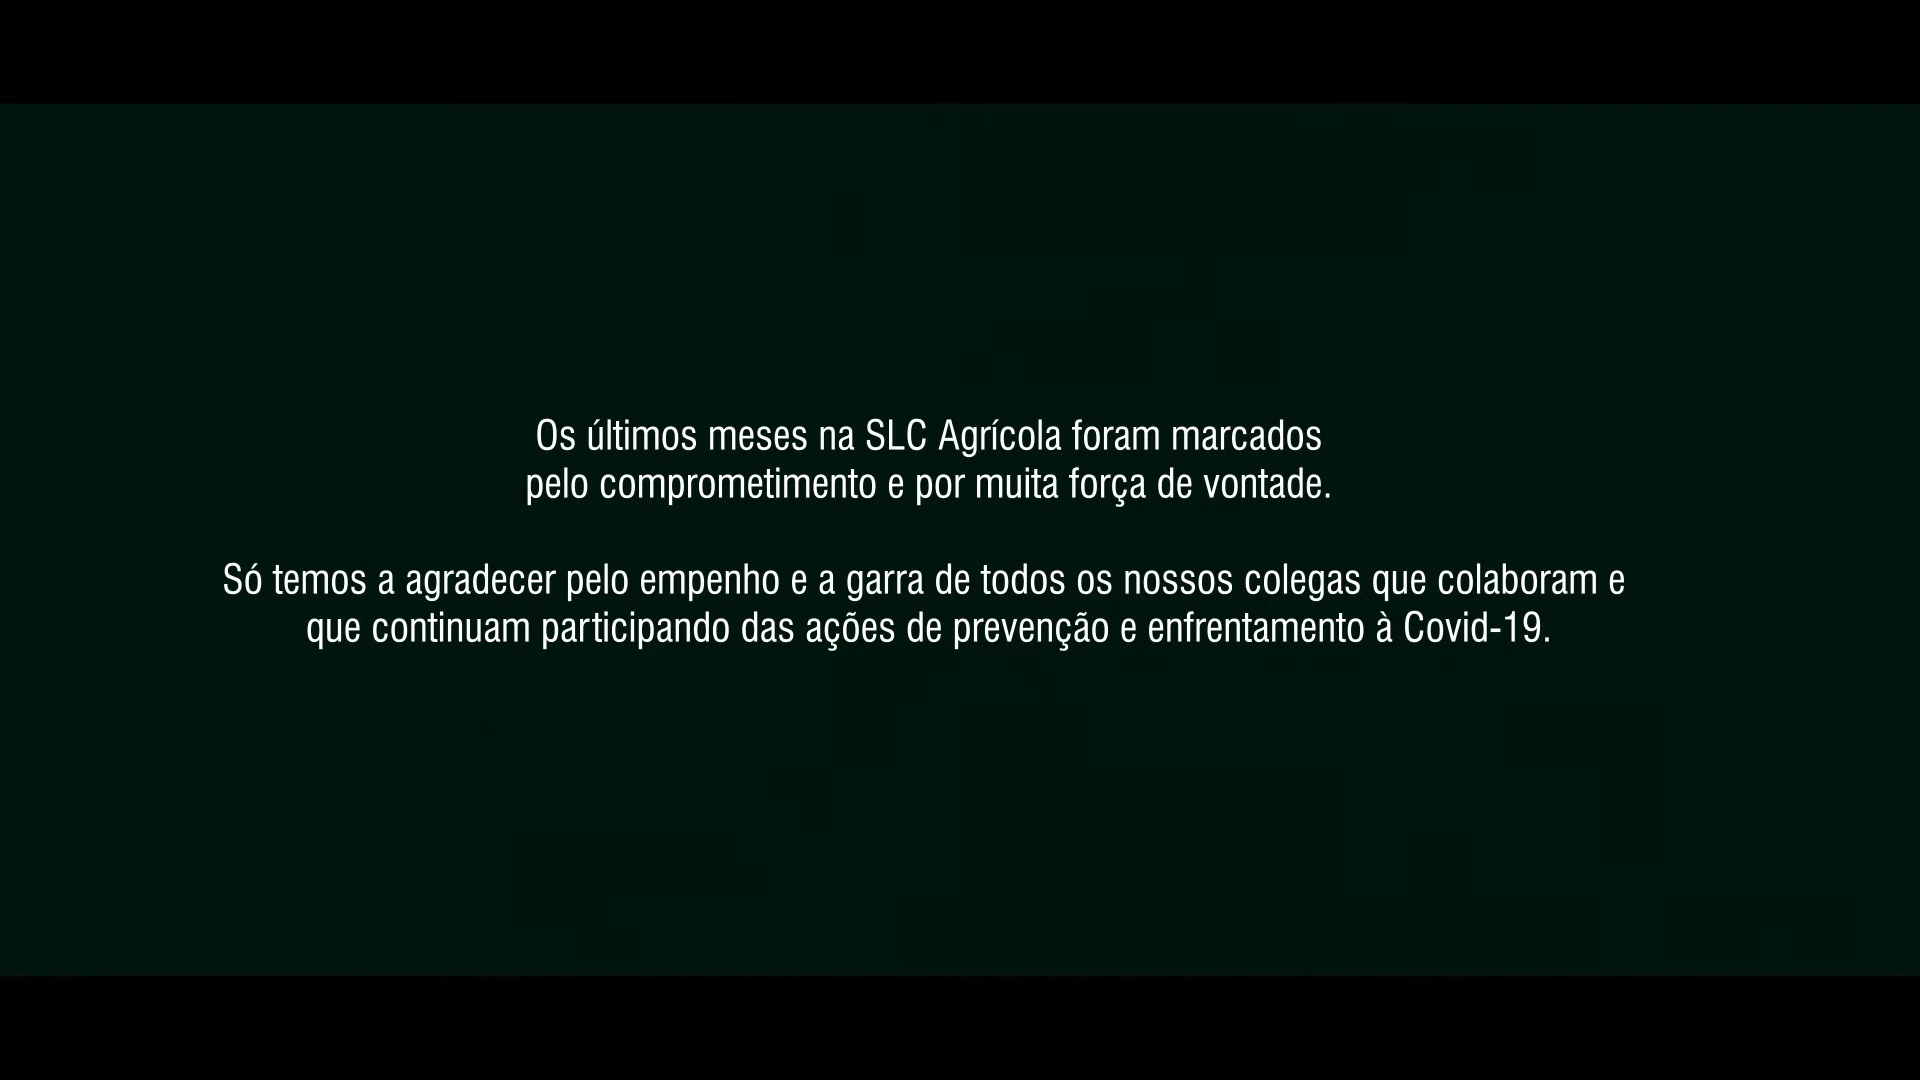 Os últimos meses na SLC Agrícola foram marcados
pelo comprometimento e por muita força de vontade.
Só temos a agradecer pelo empenho e a garra de todos os nossos colegas que colaboram e
que continuam participando das ações de prevenção e enfrentamento à Covid-19.